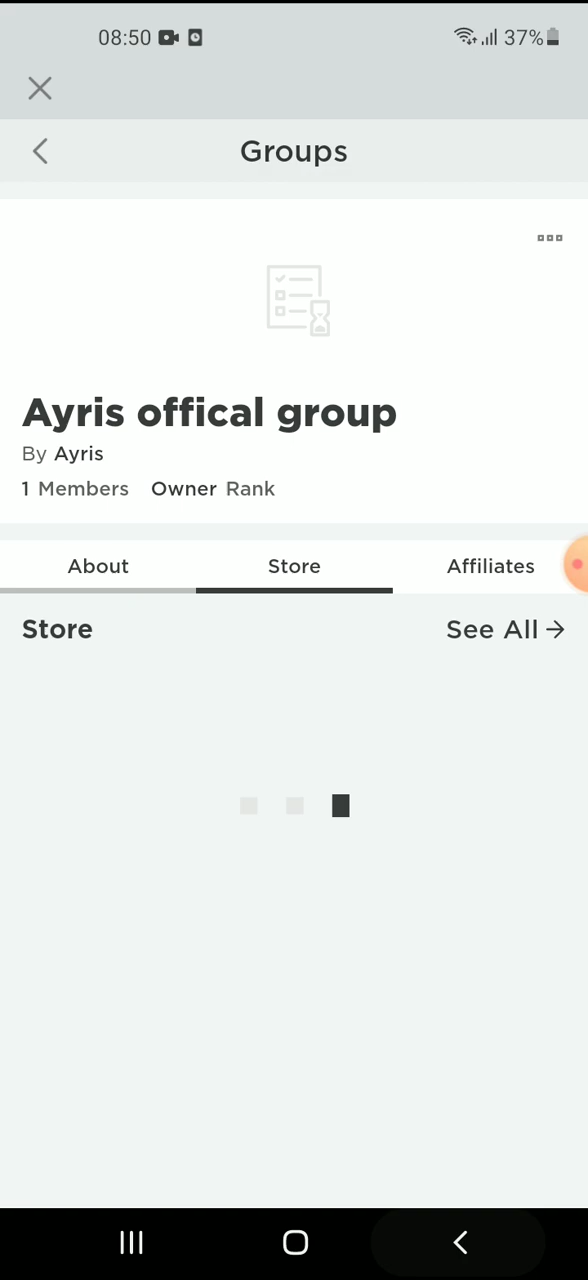 08:50 37%
Groups
Ayris offical group
By Ayris
1 Members Owner Rank
About Store Affiliates
Store See All →